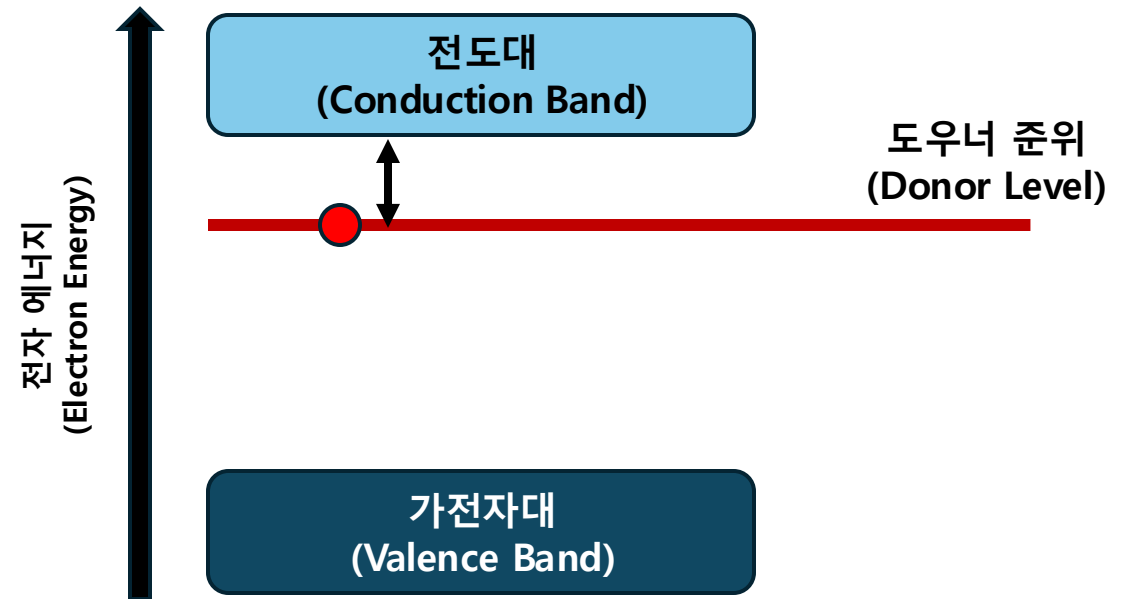 전도대
(Conduction Band)
도우너 준위
(Donor Level)
전자 에너지
(Electron Energy)
가전자대
(Valence Band)